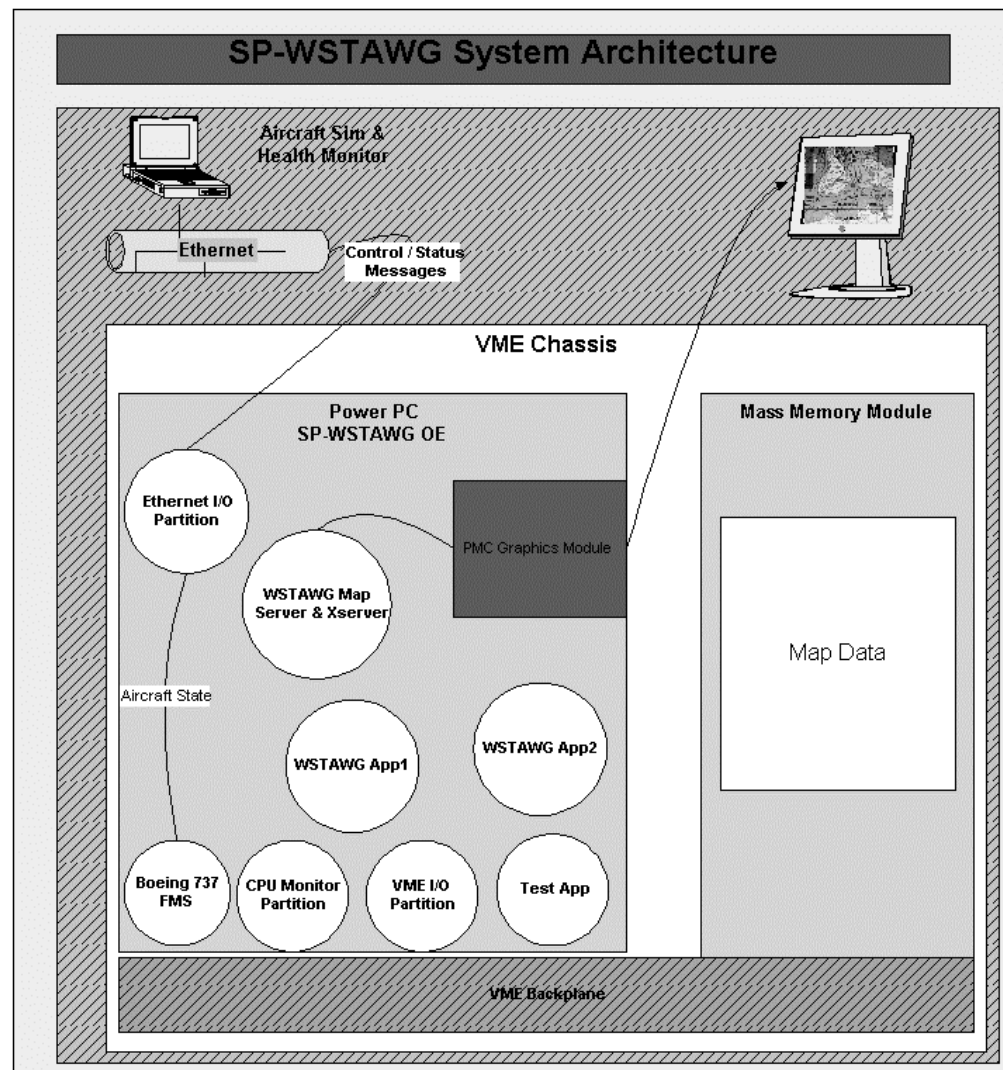 SP-WSTAWG System Architecture
Aircraft Sim &
Health Monitor
Ethernet
Control / Status
Messages
VME Chassis
Power PC
SP-WSTAWG OE
Mass Memory Module
Ethernet I/O
Partition
PMC Graphics Module
WSTAWG Map
Server & Xserver
Map Data
Aircraft State
WSTAWG App1
WSTAWG App2
Boeing 737
FMS
CPU Monitor
Partition
VME I/O
Partition
Test App
VME Backplane